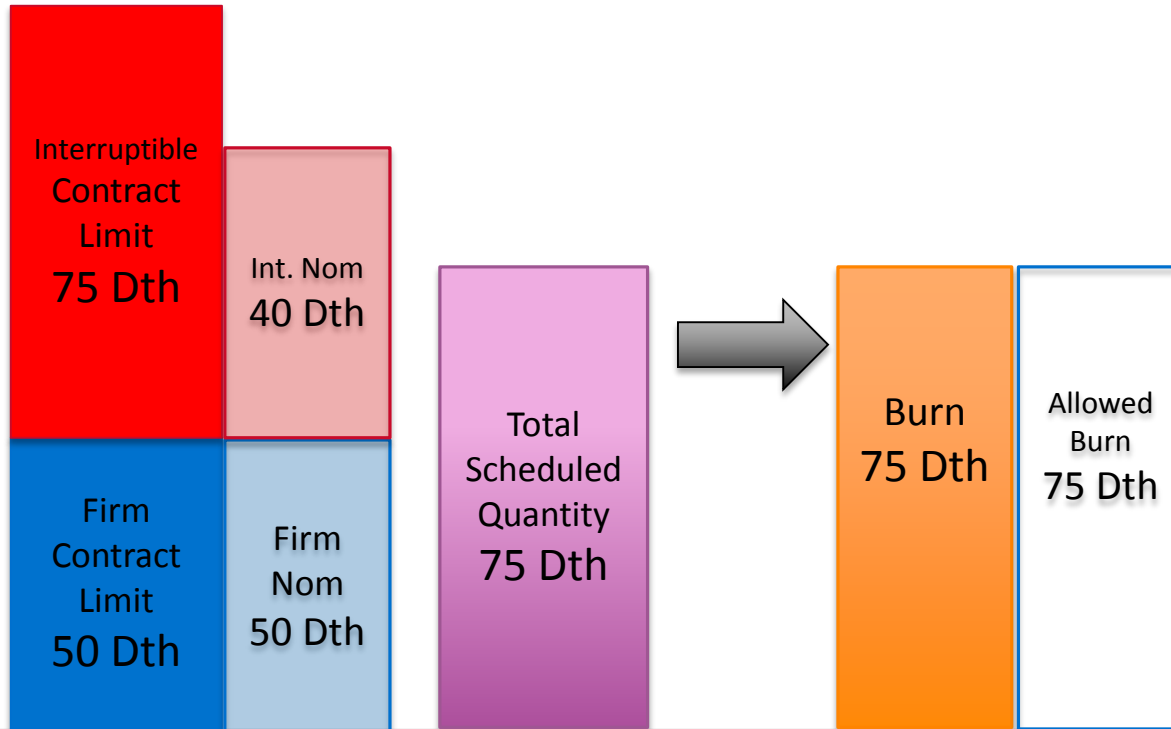 Interruptible
Contract
Limit
75 Dth
Firm
Contract
Limit
50 Dth
Int. Nom
40 Dth
Firm
Nom
50 Dth
Total
Scheduled
Quantity
75 Dth
Burn
75 Dth
Allowed
Burn
75 Dth